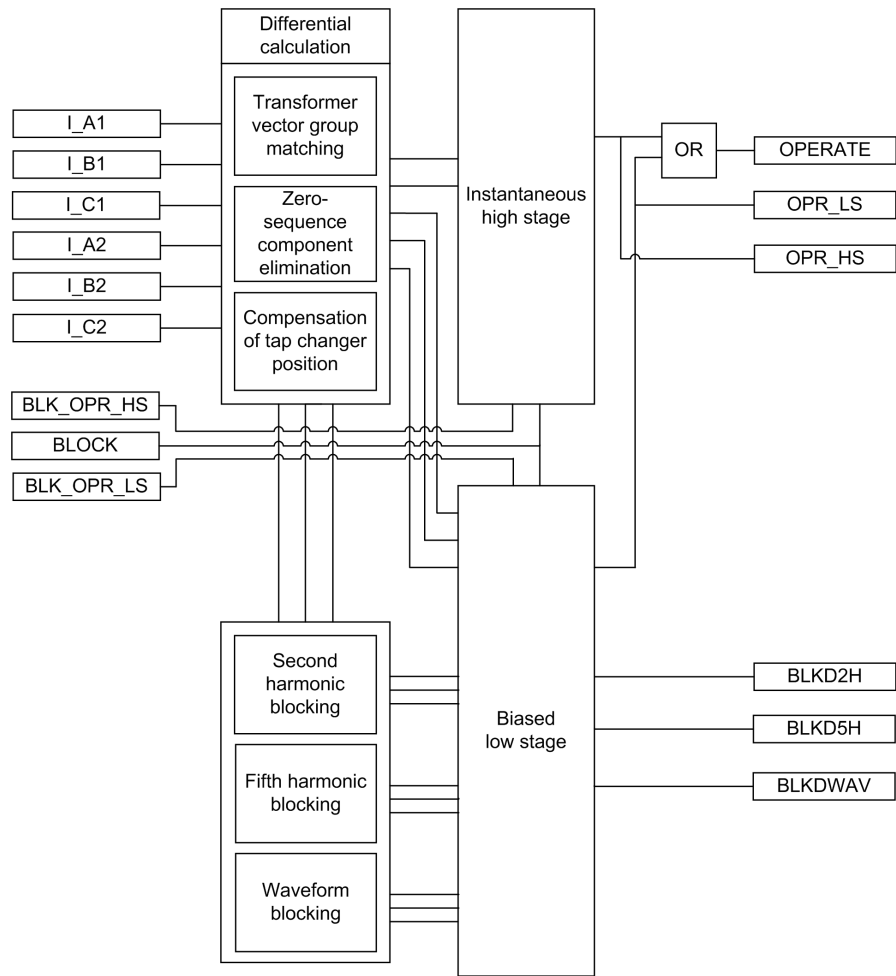 Differential
calculation
Transformer
vector group
matching
Zero-
sequence
component
elimination
Compensation
of tap changer
position
I_A1
I_B1
I_C1
I_A2
I_B2
I_C2
BLK_OPR_HS
BLOCK
BLK_OPR_LS
Instantaneous
high stage
OR
OPERATE
OPR_LS
OPR_HS
Second
harmonic
blocking
Fifth harmonic
blocking
Waveform
blocking
Biased
low stage
BLKD2H
BLKD5H
BLKDWAV